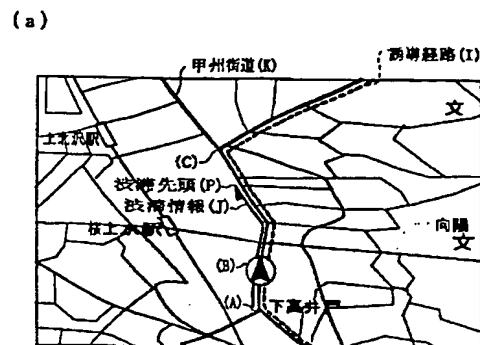 (a)
誘導経路(I)
甲州街道(K)
文
上北沢駅
(C)
渋滞先頭(P)
渋滞情報(J)
桜上水駅
向陽
文
(B)
(A)
下高井戸